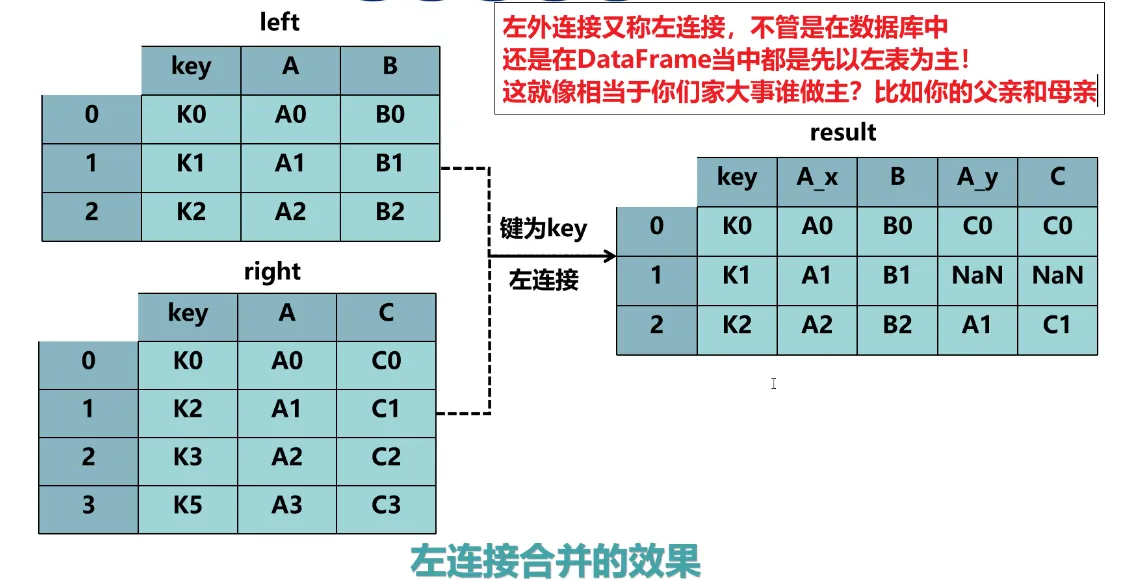 左外连接又称左连接，不管是在数据库中
还是在DataFrame当中都是先以左表为主！
这就像相当于你们家大事谁做主？比如你的父亲和母亲
left
key A B
0 K0 A0 B0
1 K1 A1 B1
2 K2 A2 B2
right
key A C
0 K0 A0 C0
1 K2 A1 C1
2 K3 A2 C2
3 K5 A3 C3
键为key
左连接
result
key A_x B A_y C
0 K0 A0 B0 C0 C0
1 K1 A1 B1 NaN NaN
2 K2 A2 B2 A1 C1
左连接合并的效果